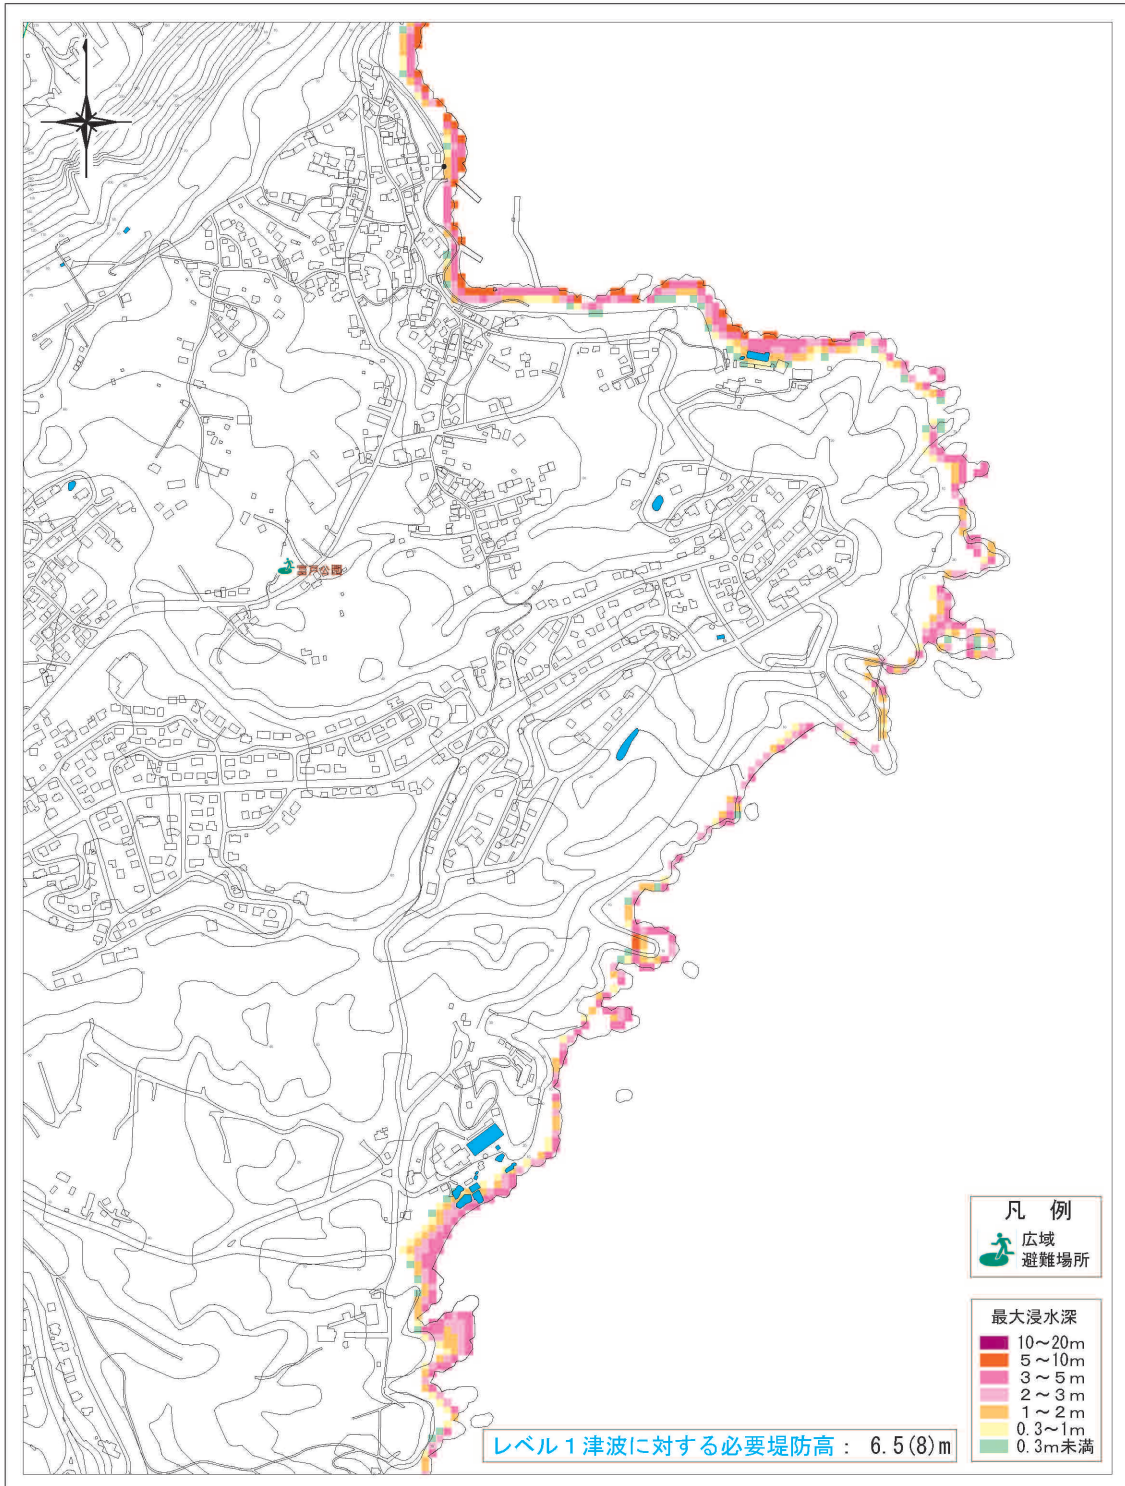 富戸公園
凡 例
広域
避難場所
最大浸水深
10～20m
5～10m
3～5m
2～3m
1～2m
0.3～1m
0.3m未満
レベル1津波に対する必要堤防高： 6.5(8)m